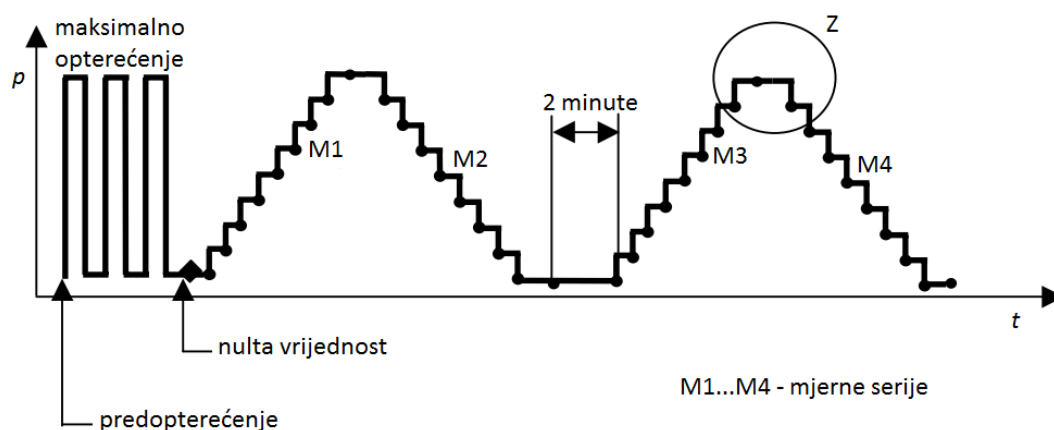 maksimalno
opterećenje
Z
p
2 minute
M1
M2
M3
M4
t
nulta vrijednost
M1...M4 - mjerne serije
predopterećenje